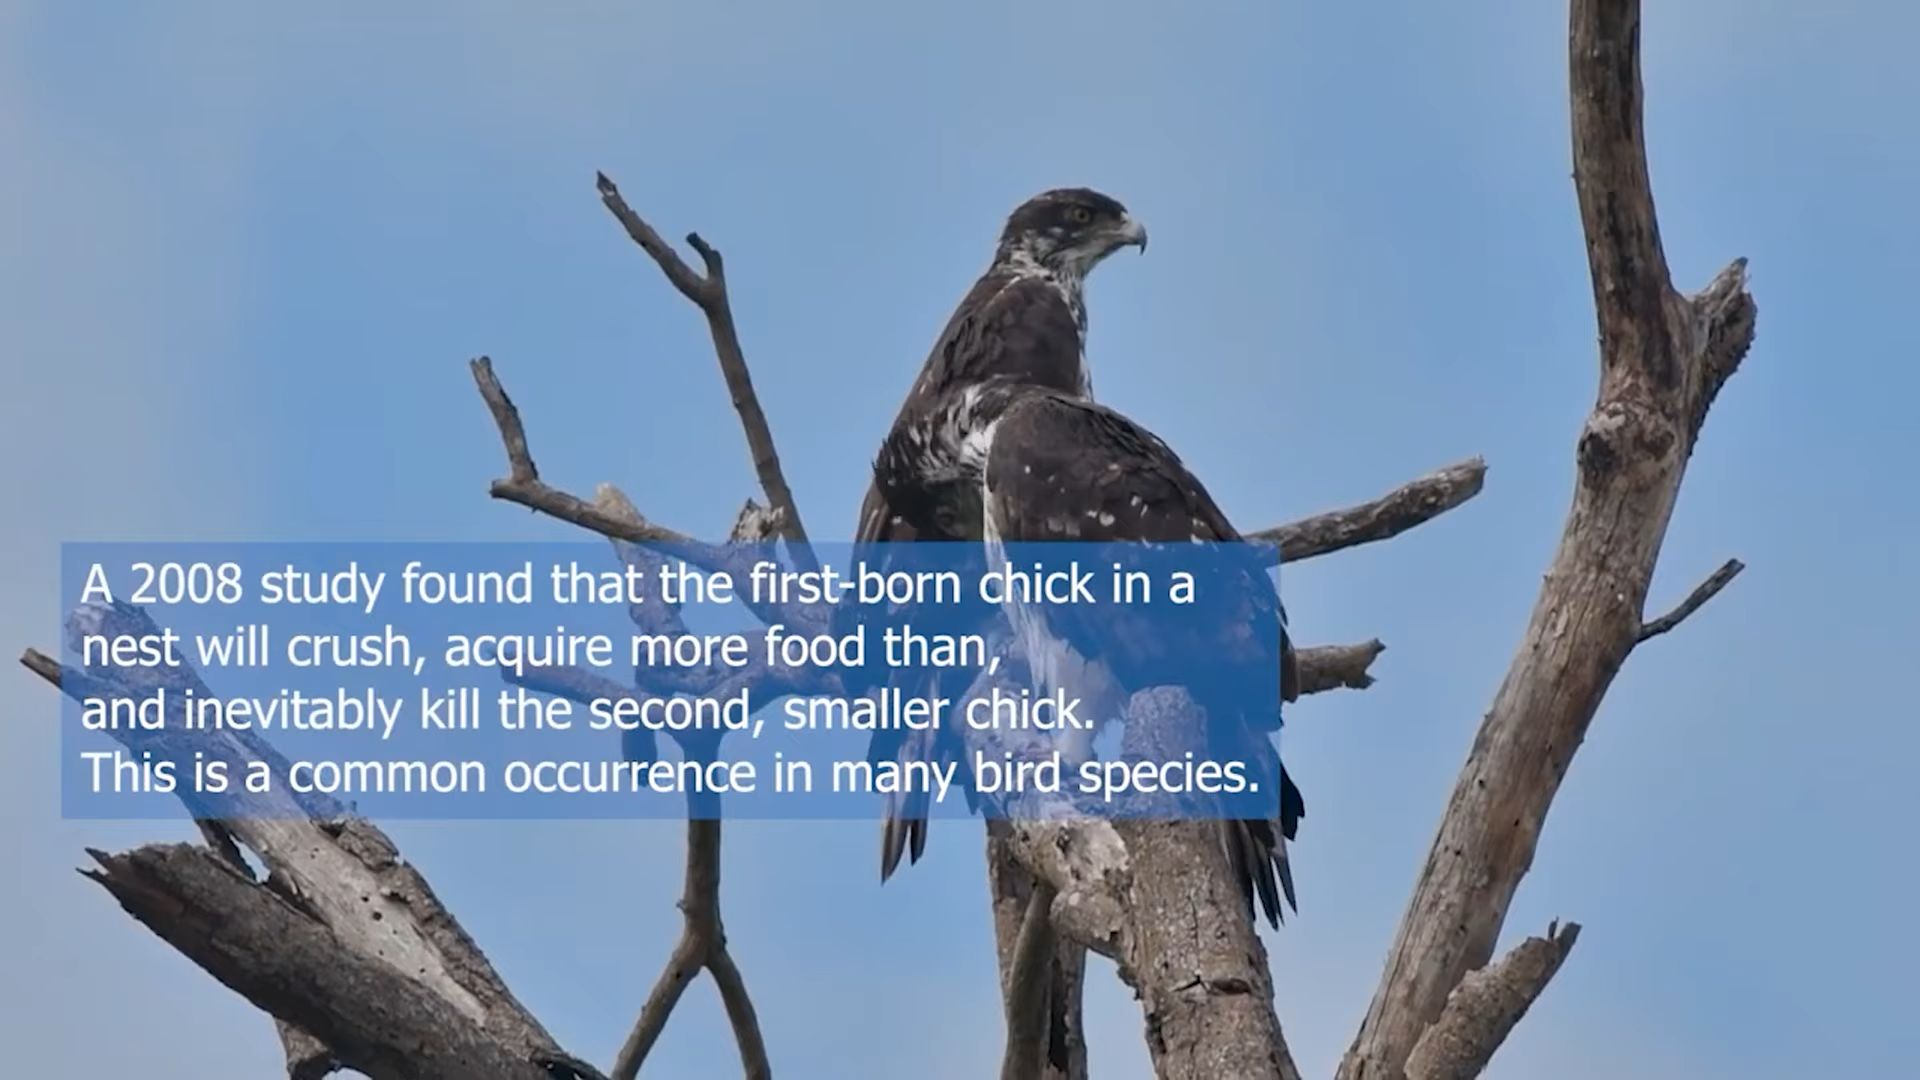 A 2008 study found that the first-born chick in a
nest will crush, acquire more food than,
and inevitably kill the second, smaller chick.
This is a common occurrence in many bird species.